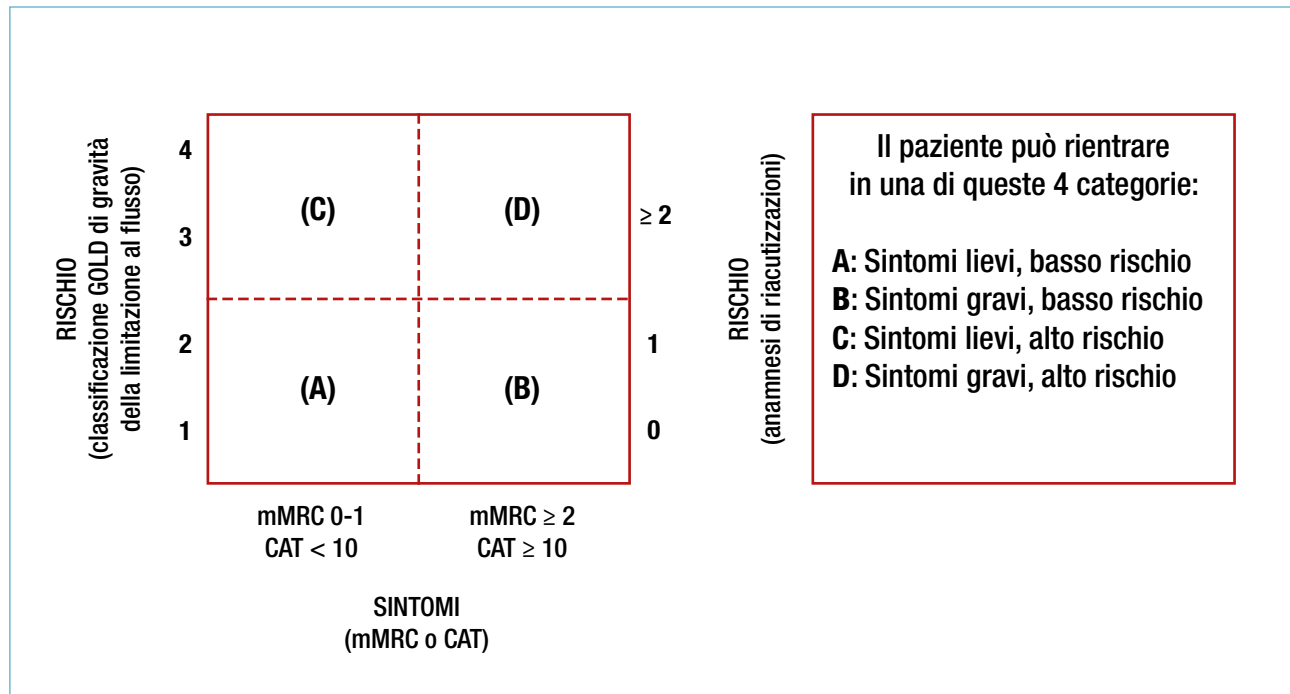 RISCHIO
(classificazione GOLD di gravità
della limitazione al flusso)
4
3
2
1
(C)
(D)
(A)
(B)
≥ 2
1
0
RISCHIO
(anamnesi di riacutizzazioni)
mMRC 0-1
CAT < 10
mMRC ≥ 2
CAT ≥ 10
SINTOMI
(mMRC o CAT)
Il paziente può rientrare
in una di queste 4 categorie:
A: Sintomi lievi, basso rischio
B: Sintomi gravi, basso rischio
C: Sintomi lievi, alto rischio
D: Sintomi gravi, alto rischio